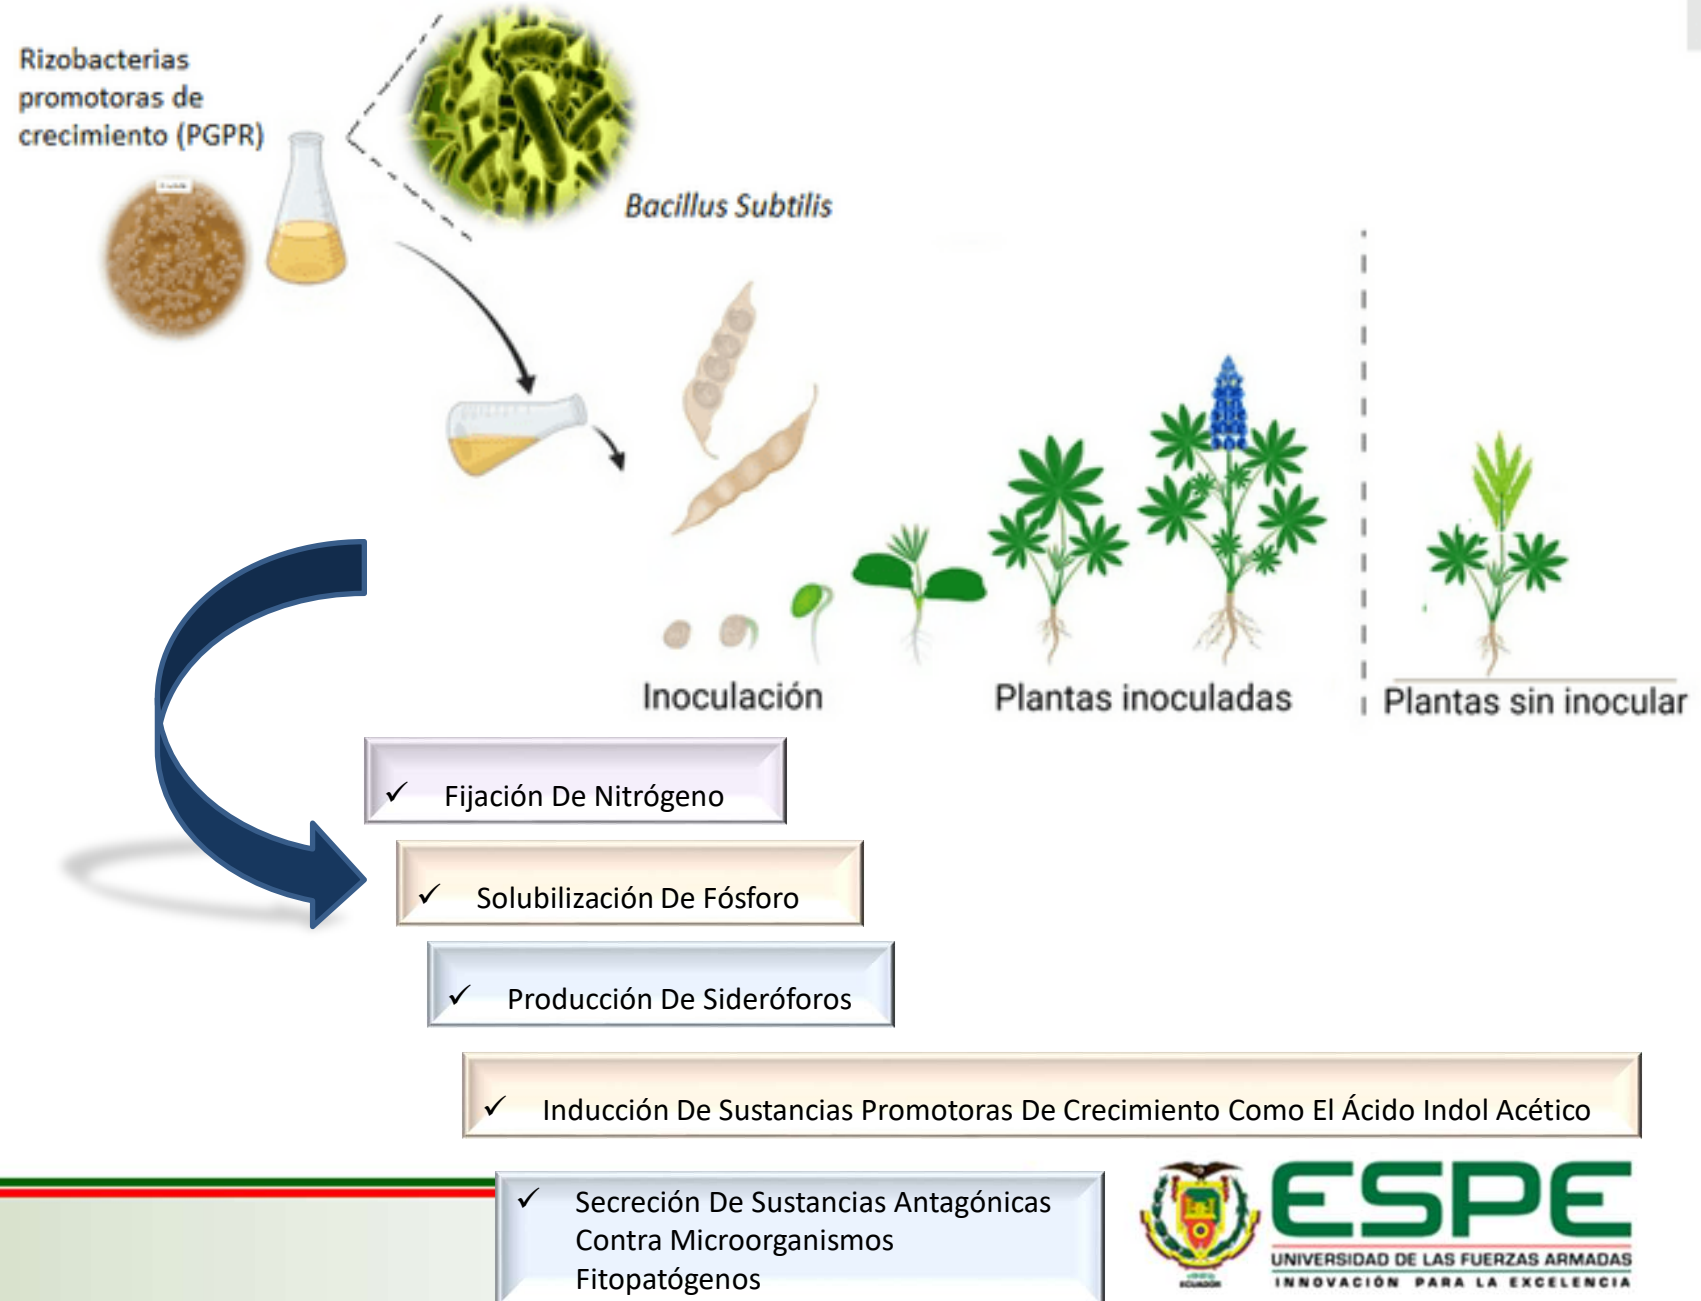 Rizobacterias
promotoras de
crecimiento (PGPR)
Bacillus Subtilis
Inoculación
Plantas inoculadas
Plantas sin inocular
✓ Fijación De Nitrógeno
✓ Solubilización De Fósforo
✓ Producción De Sideróforos
✓ Inducción De Sustancias Promotoras De Crecimiento Como El Ácido Indol Acético
✓ Secreción De Sustancias Antagónicas
Contra Microorganismos
Fitopatógenos
ECUADOR
ESPE
UNIVERSIDAD DE LAS FUERZAS ARMADAS
INNOVACIÓN PARA LA EXCELENCIA